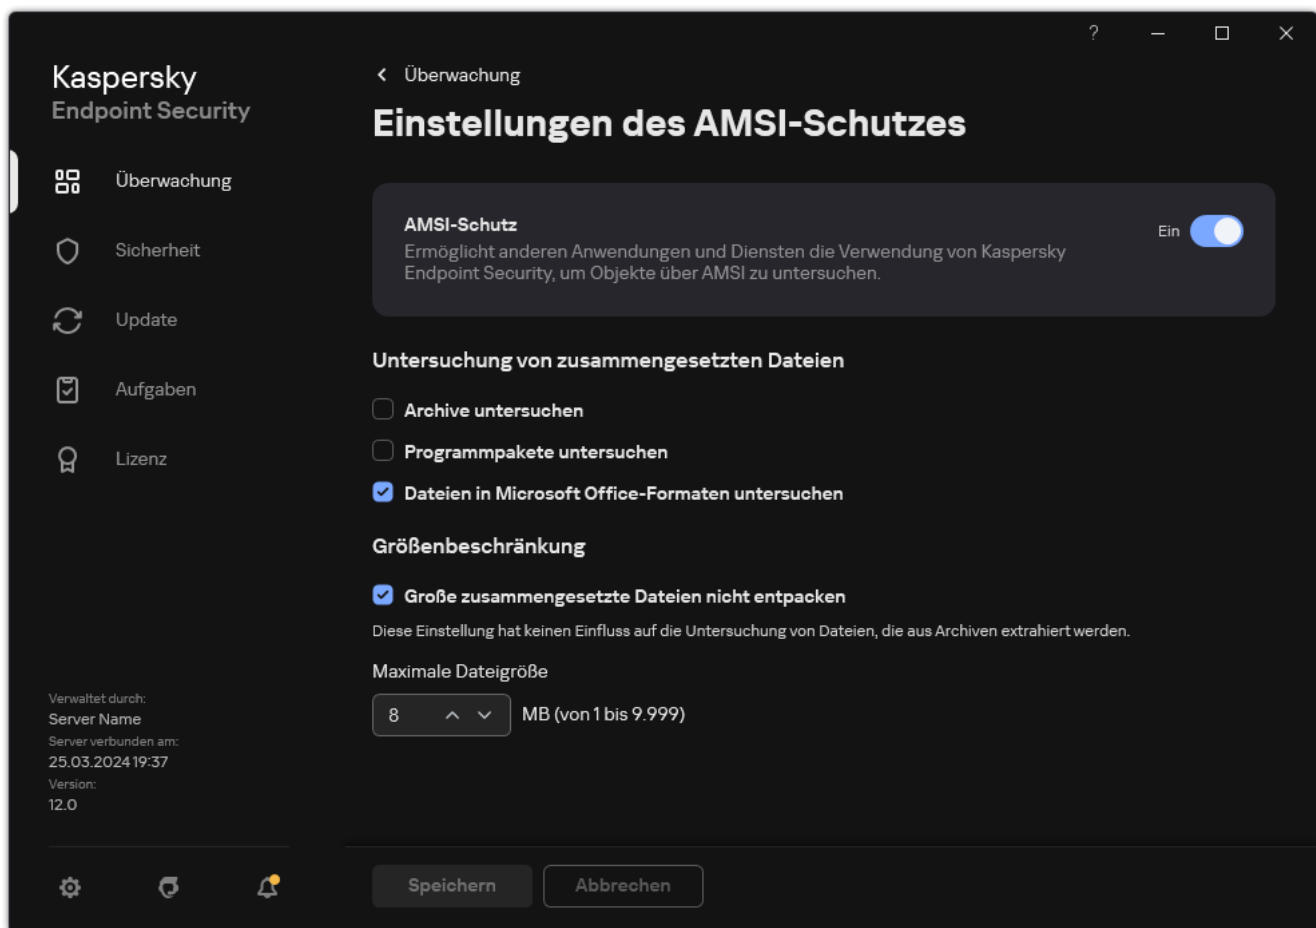 ?
Kaspersky
Endpoint Security
Überwachung
Sicherheit
Update
Aufgaben
Lizenz
Verwaltet durch:
Server Name
Server verbunden am:
25.03.2024 19:37
Version:
12.0
Überwachung
Einstellungen des AMSI-Schutzes
AMSI-Schutz
Ermöglicht anderen Anwendungen und Diensten die Verwendung von Kaspersky
Endpoint Security, um Objekte über AMSI zu untersuchen.
Ein
Untersuchung von zusammengesetzten Dateien
Archive untersuchen
Programmpakete untersuchen
Dateien in Microsoft Office-Formaten untersuchen
Größenbeschränkung
Große zusammengesetzte Dateien nicht entpacken
Diese Einstellung hat keinen Einfluss auf die Untersuchung von Dateien, die aus Archiven extrahiert werden.
Maximale Dateigröße
8 MB (von 1 bis 9.999)
Speichern Abbrechen